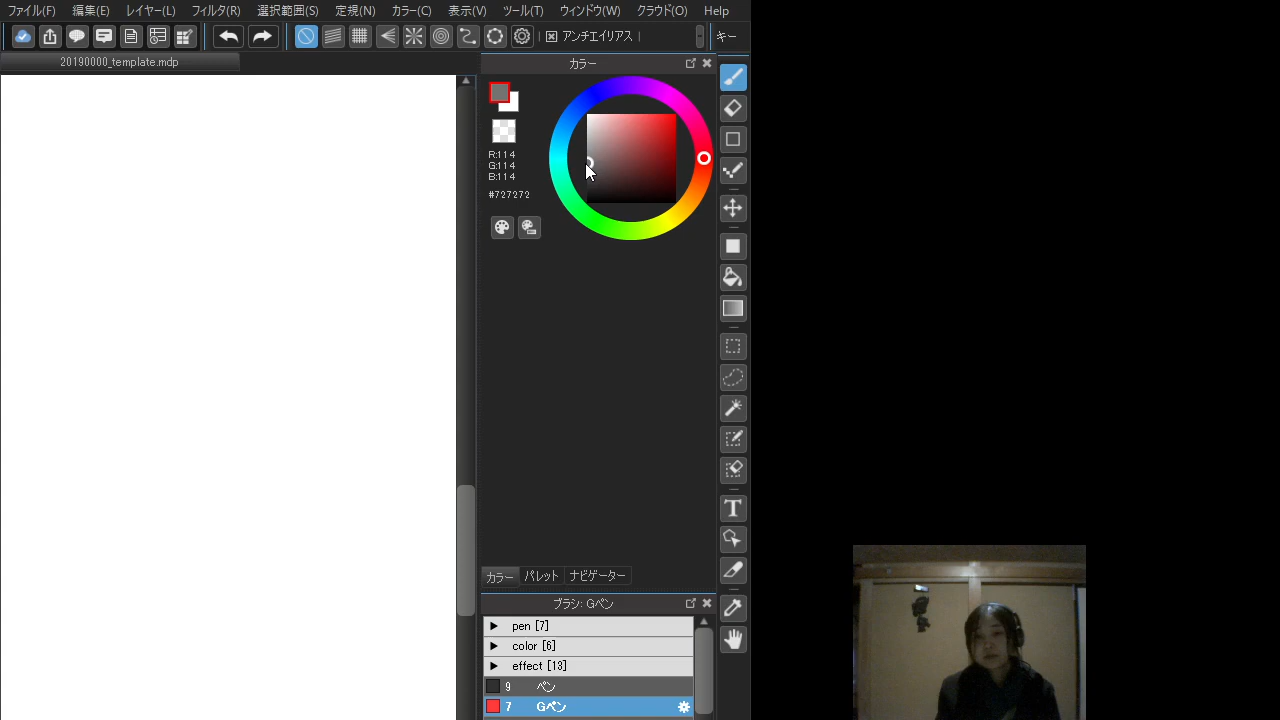 ファイル(F) 編集(E) レイヤー(L) フィルタ(R) 選択範囲(S) 定規(N) カラー(C) 表示(V) ツール(T) ウィンドウ(W) クラウド(O) Help
アンチエイリアス キー
20190000_template.mdp
カラー
R:114
G:114
B:114
#727272
T
カラー パレット ナビゲーター
ブラシ: Gペン
pen [7]
color [6]
effect [13]
9 ペン
7 Gペン